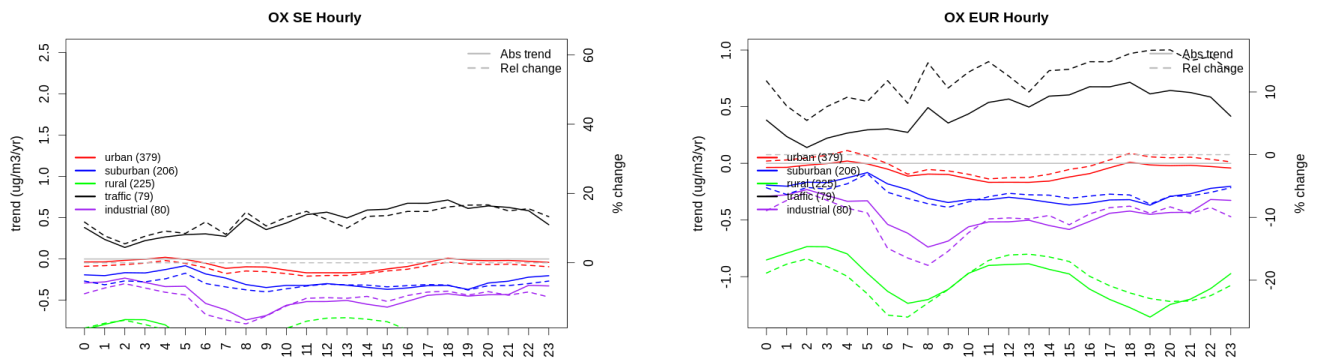 OX SE Hourly
trend (ug/m3/yr)
2.5
2.0
1.5
1.0
0.5
0.0
-0.5
Abs trend
Rel change
urban (379)
suburban (206)
rural (225)
traffic (79)
industrial (80)
60
40
20
0
% change
0 1 2 3 4 5 6 7 8 9 10 11 12 13 14 15 16 17 18 19 20 21 22 23
OX EUR Hourly
trend (ug/m3/yr)
1.0
0.5
0.0
-0.5
-1.0
Abs trend
Rel change
urban (379)
suburban (206)
rural (225)
traffic (79)
industrial (80)
10
0
-10
-20
% change
0 1 2 3 4 5 6 7 8 9 10 11 12 13 14 15 16 17 18 19 20 21 22 23